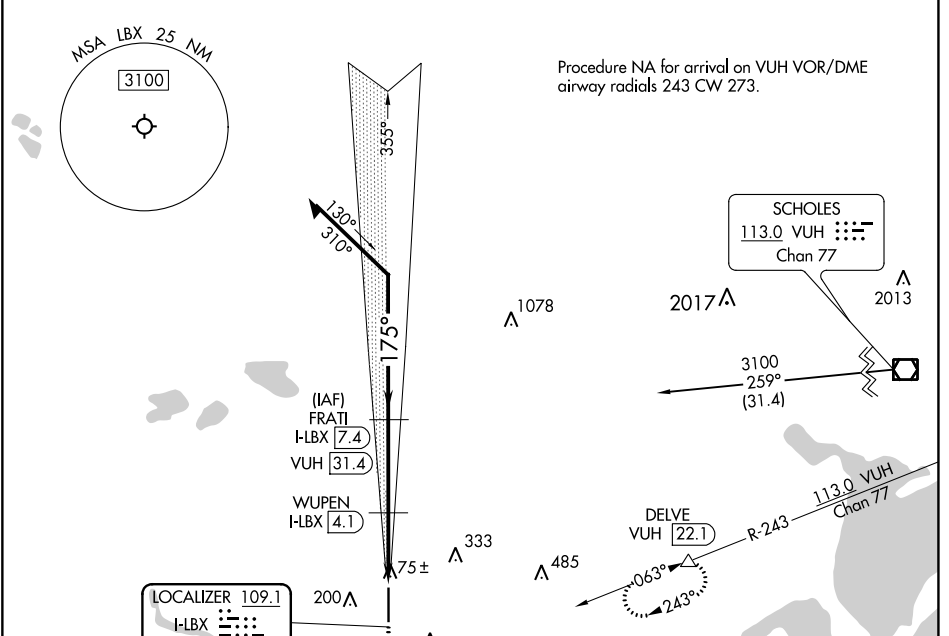 MSA LBX 25 NM
3100
Procedure NA for arrival on VUH VOR/DME
airway radials 243 CW 273.
355°
130°
310°
175°
SCHOLES
113.0 VUH
Chan 77
1078
2017
2013
3100
259°
(31.4)
(IAF)
FRATI
I-LBX 7.4
VUH 31.4
WUPEN
I-LBX 4.1
113.0 VUH
Chan 77
R-243
DELVE
VUH 22.1
063°
243°
333
485
75±
200
LOCALIZER 109.1
I-LBX